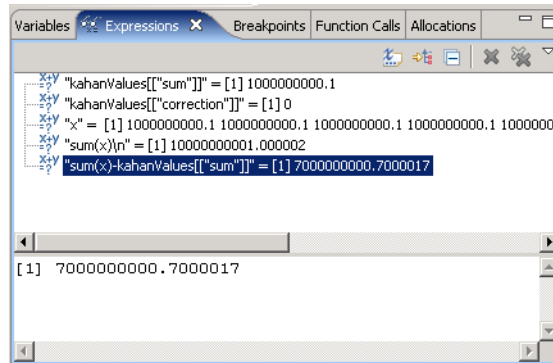 Variables Expressions Breakpoints Function Calls Allocations
"kahanValues[["sum"]]" = [1] 1000000000.1
"kahanValues[["correction"]]" = [1] 0
"x" = [1] 1000000000.1 1000000000.1 1000000000.1 1000000000.1 1000000
"sum(x)\n" = [1] 10000000001.000002
"sum(x)-kahanValues[["sum"]]" = [1] 7000000000.7000017
[1] 7000000000.7000017